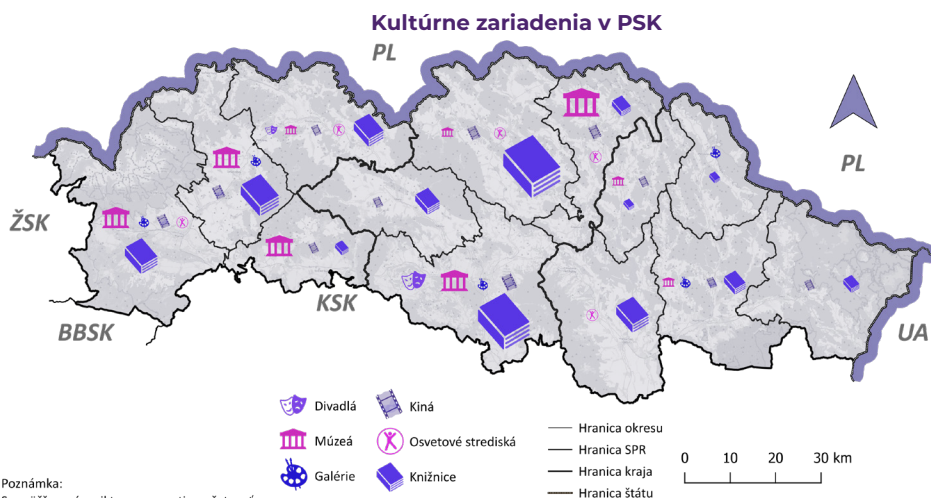 Kultúrne zariadenia v PSK
PL
PL
ŽSK
KSK
BBSK
UA
Divadlá
Kiná
Múzeá
Osvetové strediská
Galérie
Knižnice
Hranica okresu
Hranica SPR
Hranica kraja
Hranica štátu
0 10 20 30 km
Poznámka: